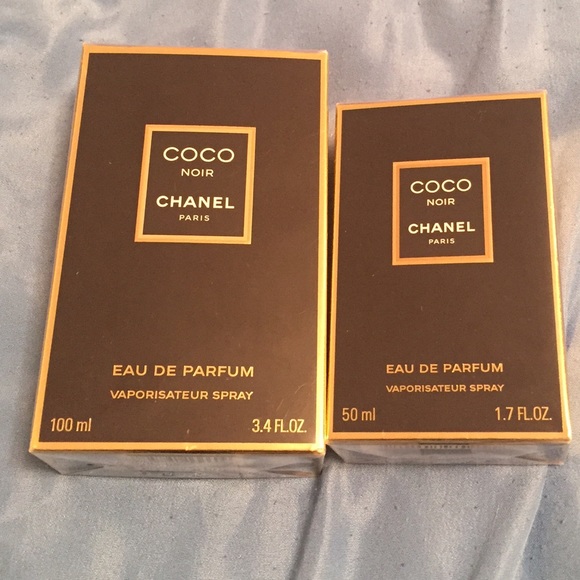 COCO
NOIR
CHANEL
PARIS
EAU DE PARFUM
VAPORISATEUR SPRAY
100 ml 3.4 FL.OZ.
COCO
NOIR
CHANEL
PARIS
EAU DE PARFUM
VAPORISATEUR SPRAY
50 ml 1.7 FL.OZ.